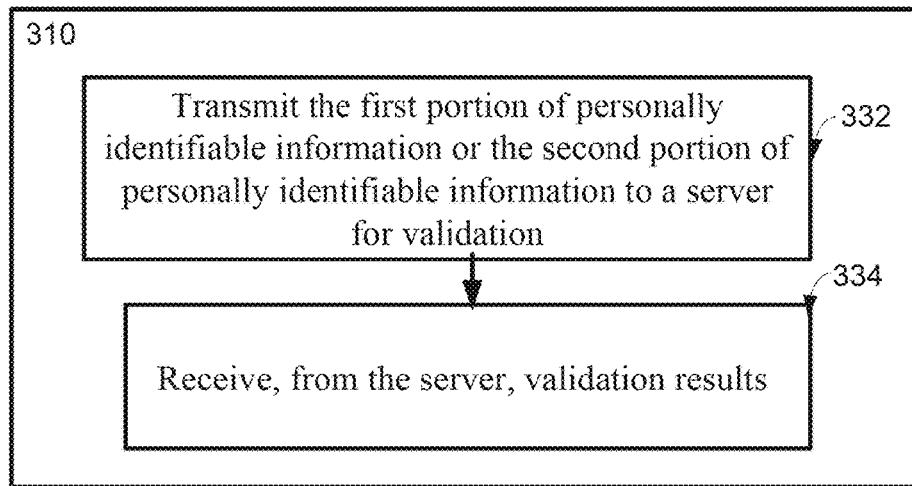 310
Transmit the first portion of personally
identifiable information or the second portion of
personally identifiable information to a server
for validation
332
334
Receive, from the server, validation results